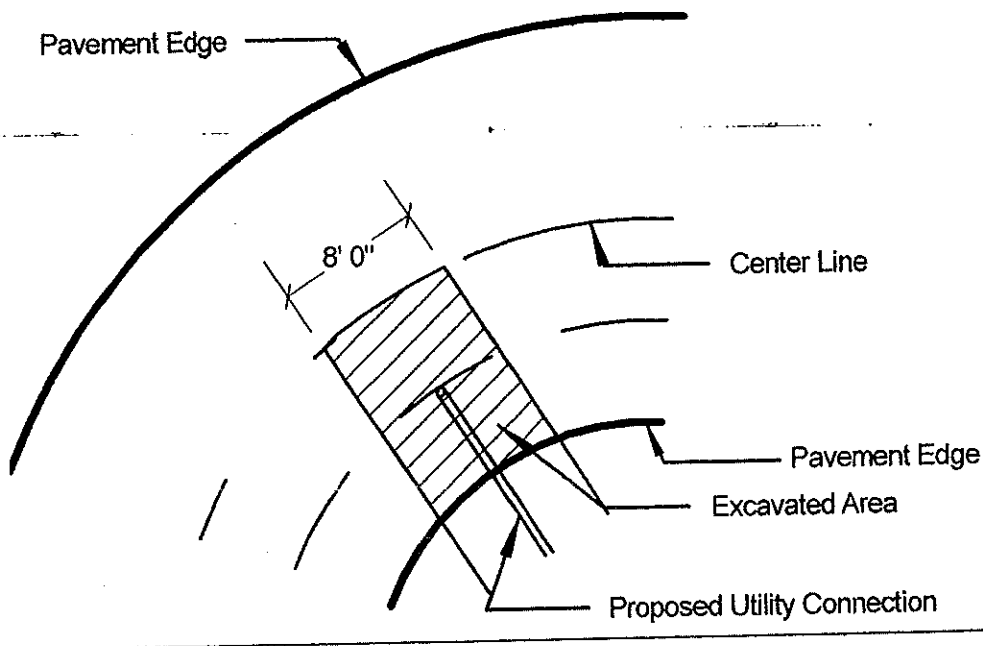 Pavement Edge
8' 0"
Center Line
Pavement Edge
Excavated Area
Proposed Utility Connection